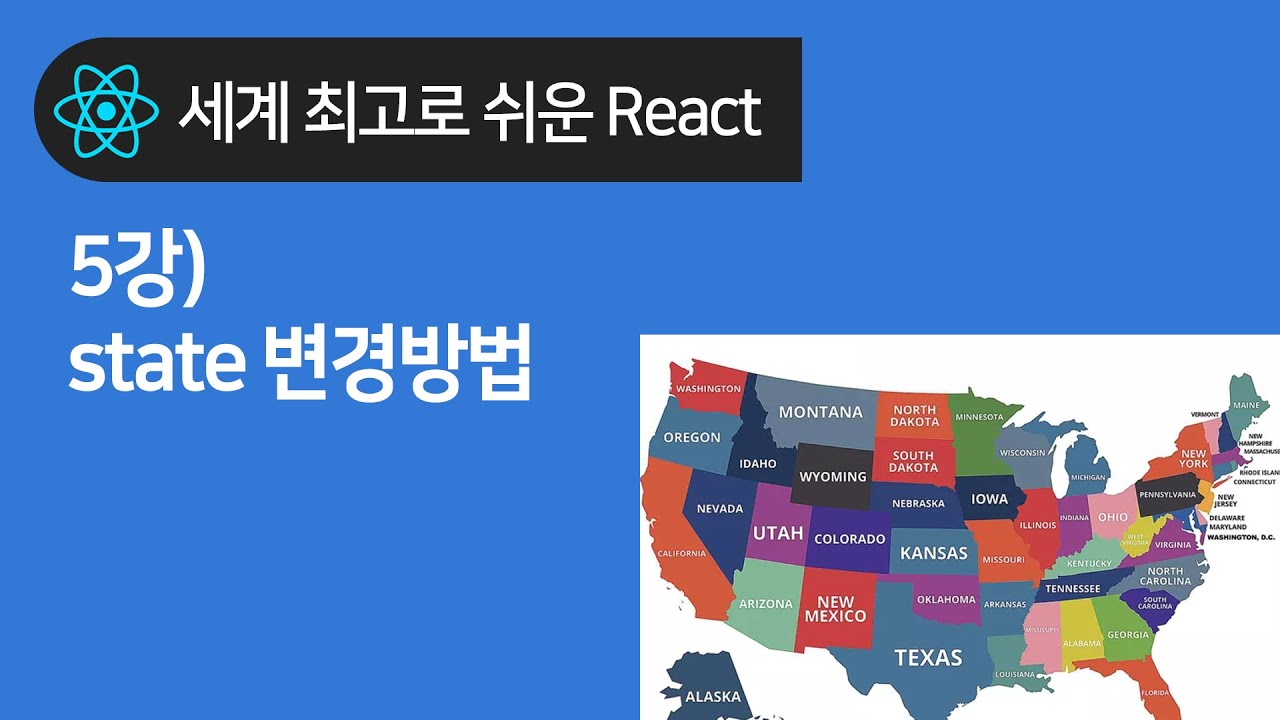 세계 최고로 쉬운 React
5강)
state 변경방법
WASHINGTON
MONTANA
NORTH
DAKOTA
MINNESOTA
VERMONT
MAINE
OREGON
IDAHO
WYOMING
SOUTH
DAKOTA
WISCONSIN
MICHIGAN
NEW
YORK
NEW
HAMPSHIRE
MASSACHUSE
RHODE ISLAN
CONNECTICUT
NEVADA
UTAH
COLORADO
NEBRASKA
IOWA
ILLINOIS
INDIANA
OHIO
PENNSYLVANIA
NEW
JERSEY
DELAWARE
MARYLAND
WASHINGTON, D.C.
CALIFORNIA
KANSAS
MISSOURI
WEST
VIRGINIA
VIRGINIA
KENTUCKY
ARIZONA
NEW
MEXICO
OKLAHOMA
ARKANSAS
TENNESSEE
NORTH
CAROLINA
SOUTH
CAROLINA
TEXAS
LOUISIANA
MISSISSIPPI
ALABAMA
GEORGIA
FLORIDA
ALASKA